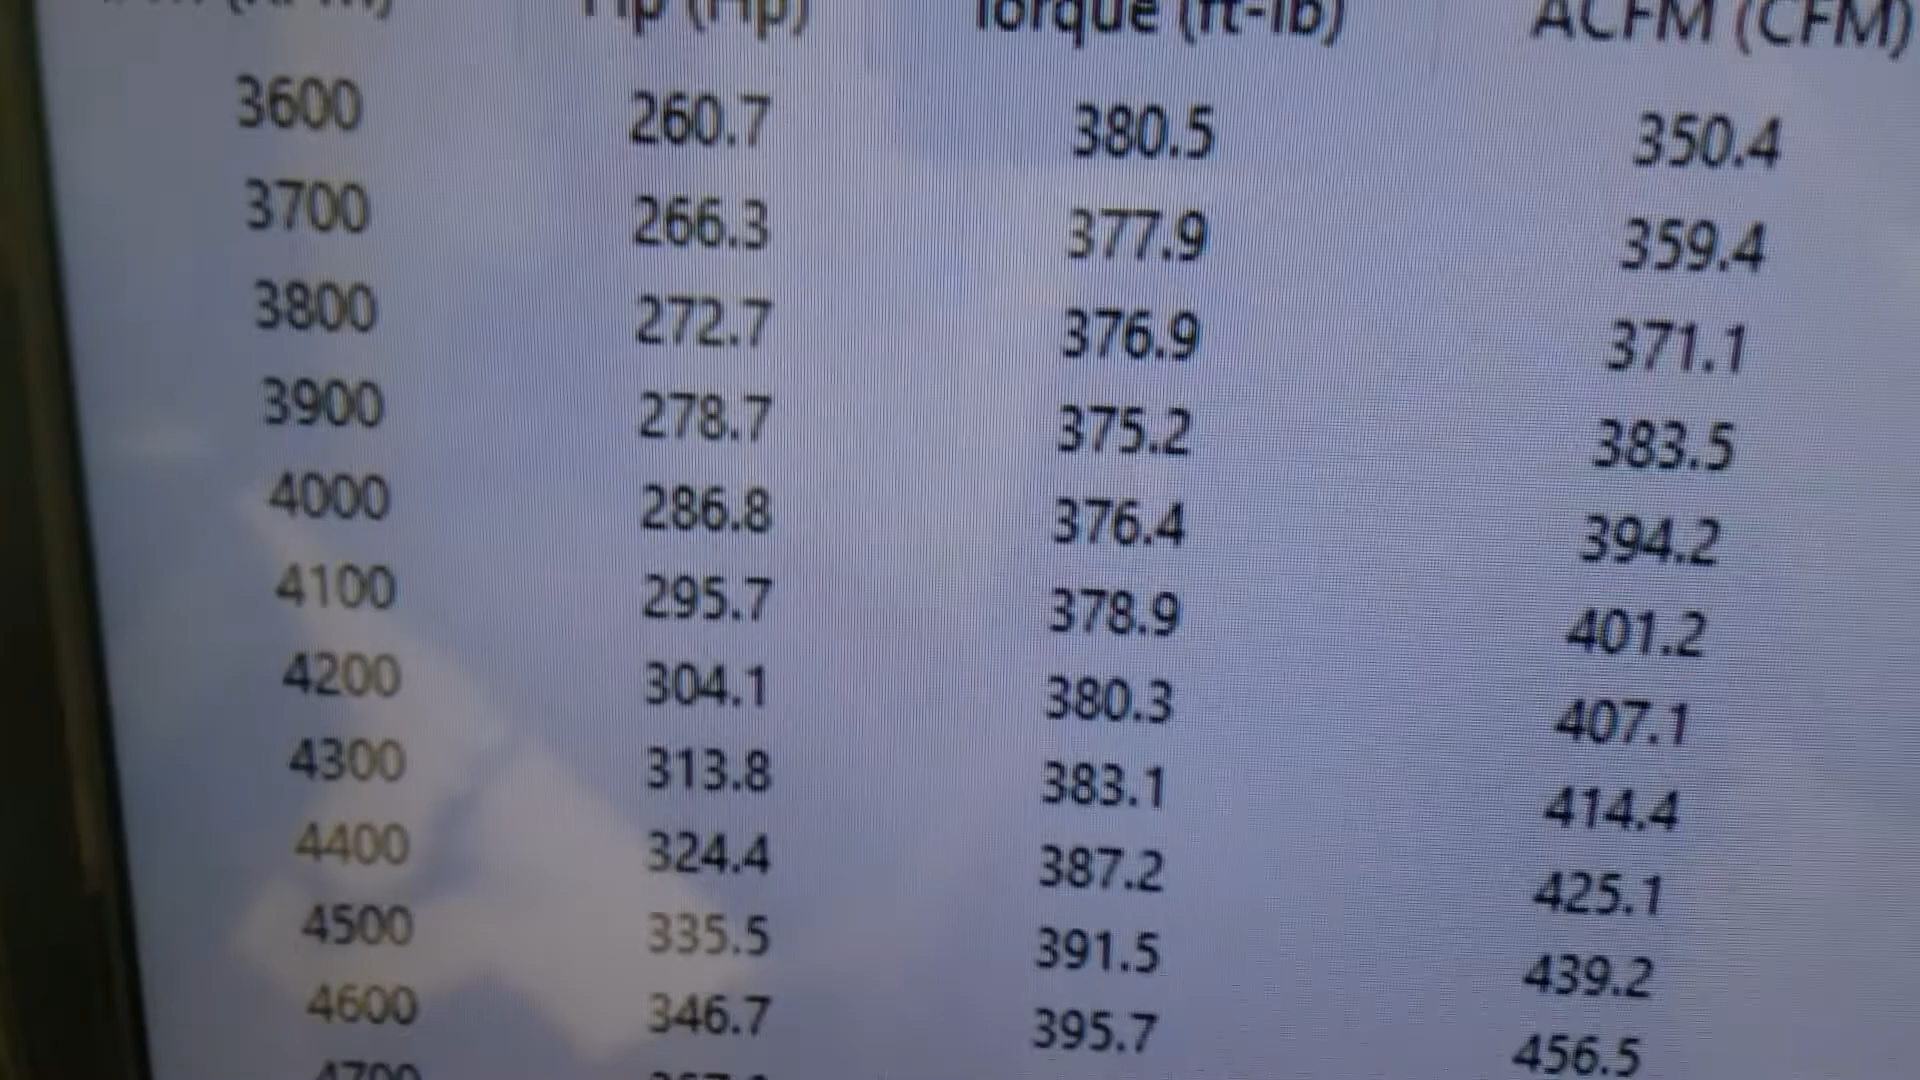 Hp (Hp) Torque (ft-lb) ACFM (CFM)
3600 260.7 380.5 350.4
3700 266.3 377.9 359.4
3800 272.7 376.9 371.1
3900 278.7 375.2 383.5
4000 286.8 376.4 394.2
4100 295.7 378.9 401.2
4200 304.1 380.3 407.1
4300 313.8 383.1 414.4
4400 324.4 387.2 425.1
4500 335.5 391.5 439.2
4600 346.7 395.7 456.5
4700